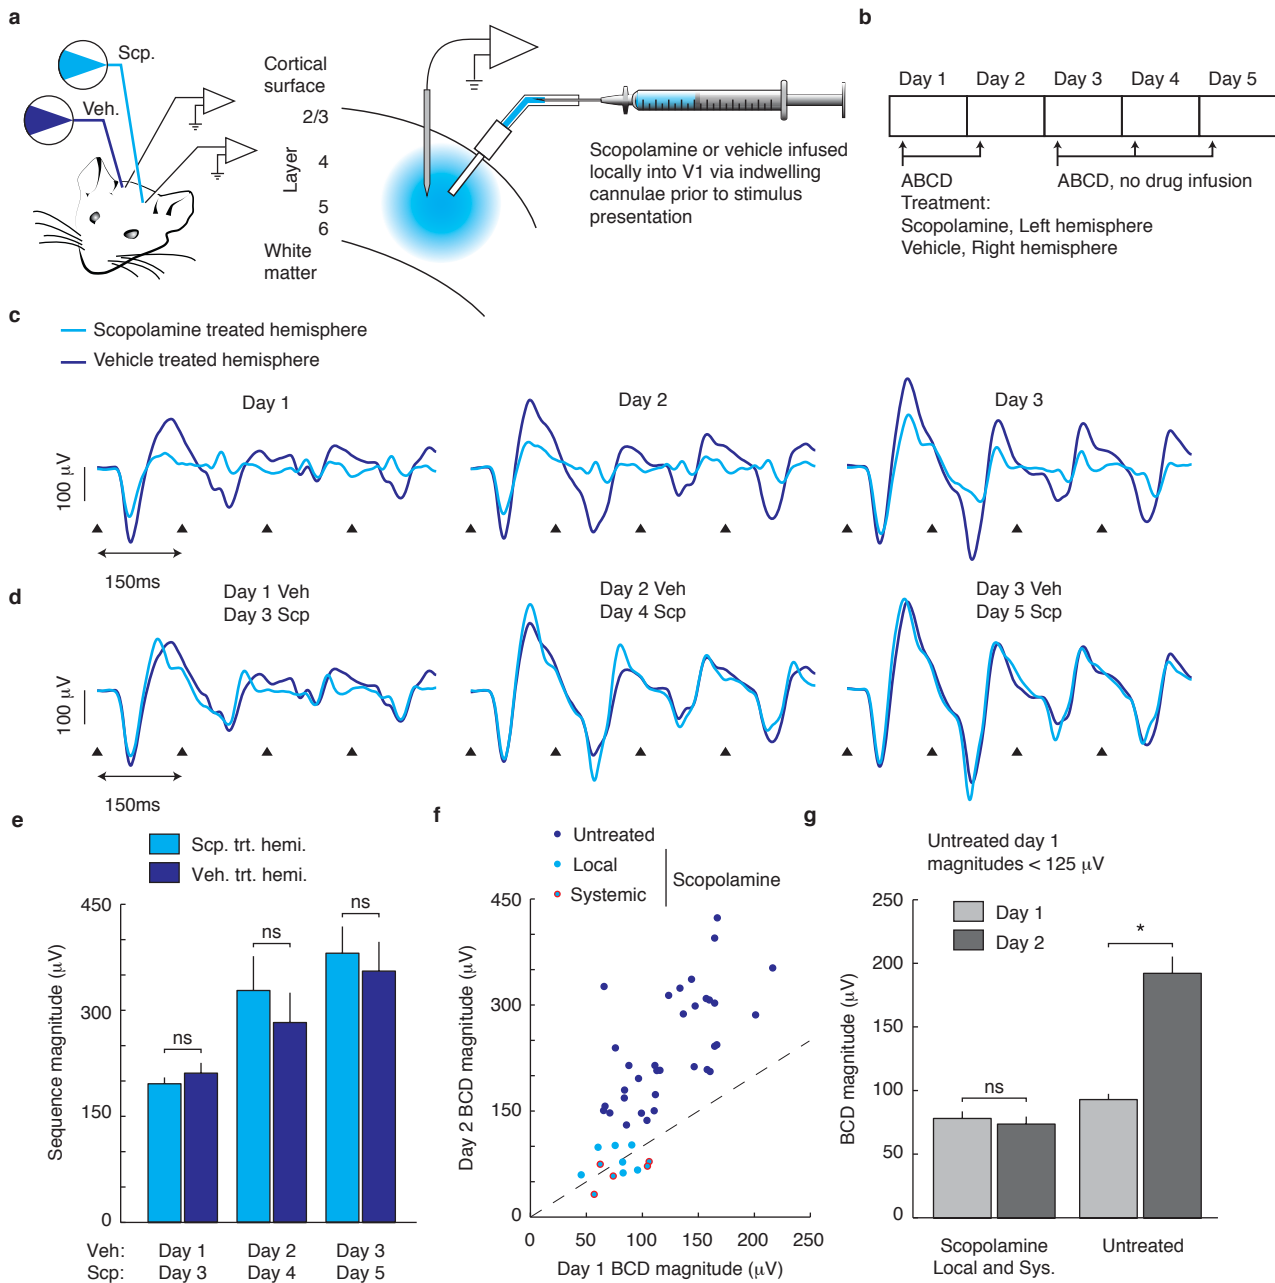 a
Scp.
Veh.
Cortical
surface
2/3
4
5
6
Layer
White
matter
Scopolamine or vehicle infused
locally into V1 via indwelling
cannulae prior to stimulus
presentation
b
Day 1 Day 2 Day 3 Day 4 Day 5
ABCD
Treatment:
Scopolamine, Left hemisphere
Vehicle, Right hemisphere
ABCD, no drug infusion
c
Scopolamine treated hemisphere
Vehicle treated hemisphere
Day 1
Day 2
Day 3
100 µV
150ms
d
Day 1 Veh
Day 3 Scp
Day 2 Veh
Day 4 Scp
Day 3 Veh
Day 5 Scp
100 µV
150ms
e
Scp. trt. hemi.
Veh. trt. hemi.
Sequence magnitude (µV)
450
300
150
0
ns
ns
ns
Veh: Day 1 Day 2 Day 3
Scp: Day 3 Day 4 Day 5
f
Untreated
Local
Systemic
Scopolamine
Day 2 BCD magnitude (µV)
450
300
150
0
0 50 100 150 200 250
Day 1 BCD magnitude (µV)
g
Untreated day 1
magnitudes < 125 µV
Day 1
Day 2
BCD magnitude (µV)
250
200
150
100
50
0
ns
*
Scopolamine
Local and Sys.
Untreated